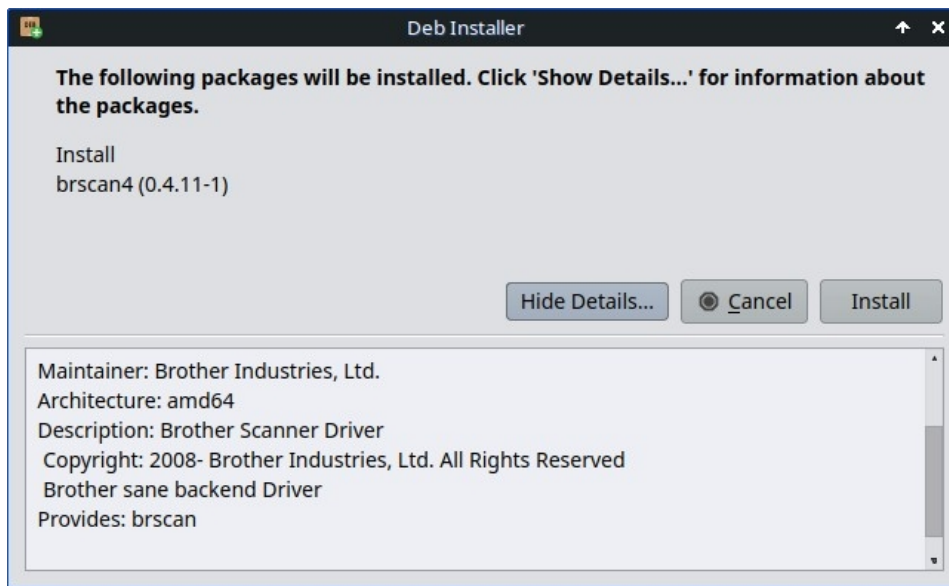 Deb Installer
The following packages will be installed. Click 'Show Details...' for information about
the packages.
Install
brscan4 (0.4.11-1)
Hide Details...
Cancel
Install
Maintainer: Brother Industries, Ltd.
Architecture: amd64
Description: Brother Scanner Driver
Copyright: 2008- Brother Industries, Ltd. All Rights Reserved
Brother sane backend Driver
Provides: brscan